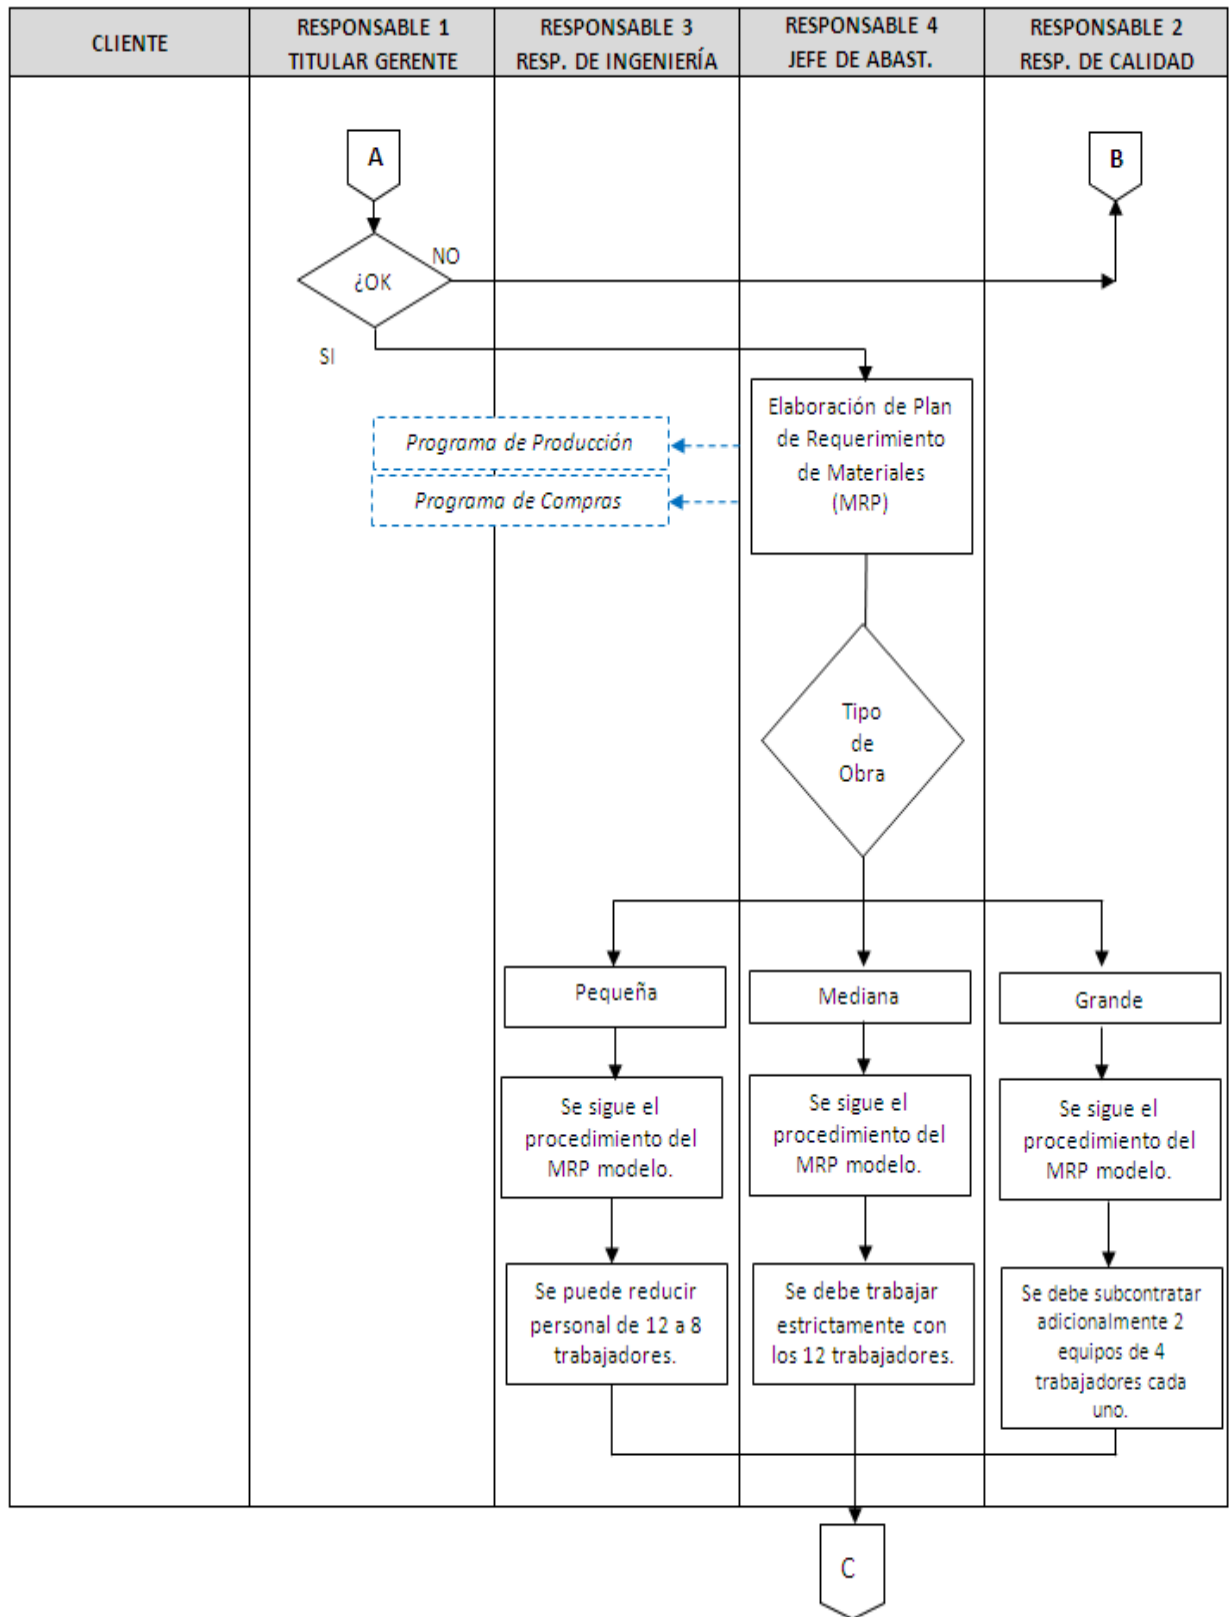 CLIENTE
RESPONSABLE 1
TITULAR GERENTE
RESPONSABLE 3
RESP. DE INGENIERÍA
RESPONSABLE 4
JEFE DE ABAST.
RESPONSABLE 2
RESP. DE CALIDAD
A
B
¿OK
NO
SI
Elaboración de Plan
de Requerimiento
de Materiales
(MRP)
Programa de Producción
Programa de Compras
Tipo
de
Obra
Pequeña
Mediana
Grande
Se sigue el
procedimiento del
MRP modelo.
Se sigue el
procedimiento del
MRP modelo.
Se sigue el
procedimiento del
MRP modelo.
Se puede reducir
personal de 12 a 8
trabajadores.
Se debe trabajar
estrictamente con
los 12 trabajadores.
Se debe subcontratar
adicionalmente 2
equipos de 4
trabajadores cada
uno.
C